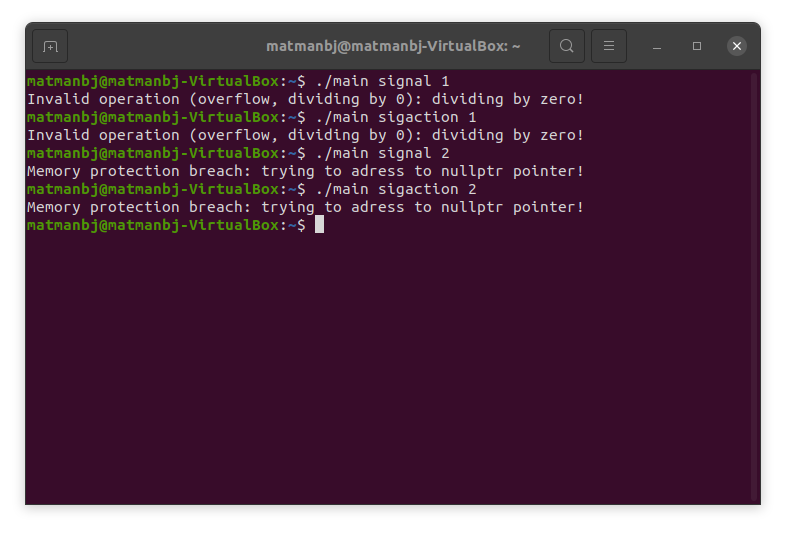 matmanbj@matmanbj-VirtualBox: ~
matmanbj@matmanbj-VirtualBox:~$ ./main signal 1
Invalid operation (overflow, dividing by 0): dividing by zero!
matmanbj@matmanbj-VirtualBox:~$ ./main sigaction 1
Invalid operation (overflow, dividing by 0): dividing by zero!
matmanbj@matmanbj-VirtualBox:~$ ./main signal 2
Memory protection breach: trying to adress to nullptr pointer!
matmanbj@matmanbj-VirtualBox:~$ ./main sigaction 2
Memory protection breach: trying to adress to nullptr pointer!
matmanbj@matmanbj-VirtualBox:~$